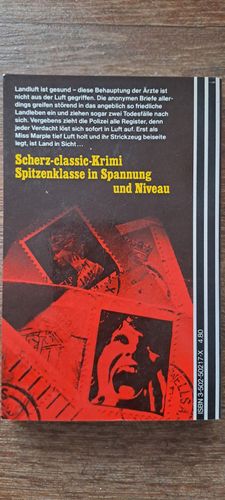 Landluft ist gesund – diese Behauptung der Ärzte ist
nicht aus der Luft gegriffen. Die anonymen Briefe aller-
dings greifen störend in das angeblich so friedliche
Landleben ein und ziehen sogar zwei Todesfälle nach
sich. Vergebens zieht die Polizei alle Register, denn
jeder Verdacht löst sich sofort in Luft auf. Erst als
Miss Marple tief Luft holt und ihr Strickzeug beiseite
legt, ist Land in Sicht ...
Scherz-classic-Krimi
Spitzenklasse in Spannung
und Niveau
ISBN 3-502-50217-X 4.80